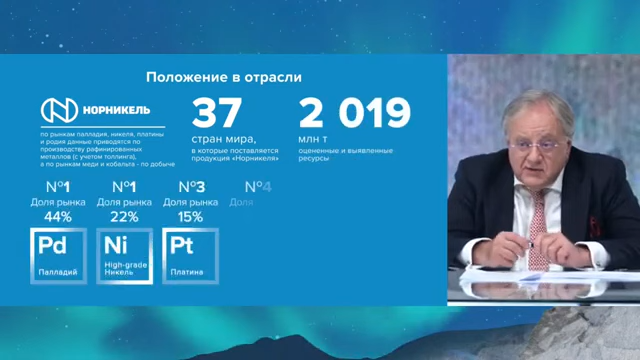 Положение в отрасли
НОРНИКЕЛЬ
по рынкам палладия, никеля, платины
и родия данные приводятся по
производству рафинированных
металлов (с учетом толлинга),
а по рынкам меди и кобальта - по добыче
37
стран мира,
в которые поставляется
продукция «Норникеля»
2 019
млн т
оцененные и выявленные
ресурсы
№1
Доля рынка
44%
Pd
Палладий
№1
Доля рынка
22%
Ni
High-grade
Никель
№3
Доля рынка
15%
Pt
Платина
№4
Доля